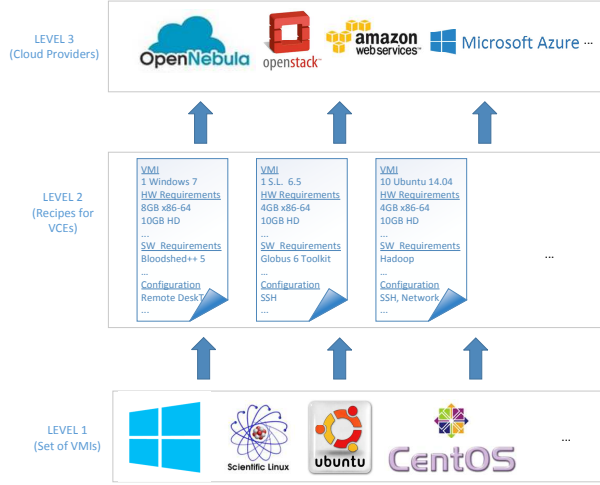 LEVEL 3
(Cloud Providers)
OpenNebula
openstack™
amazon
web services™
Microsoft Azure ...
LEVEL 2
(Recipes for
VCEs)
VMI
1 Windows 7
HW Requirements
8GB x86-64
10GB HD
...
SW Requirements
Bloodshed++ 5
...
Configuration
Remote DeskT
...
VMI
1 S.L. 6.5
HW Requirements
4GB x86-64
10GB HD
...
SW Requirements
Globus 6 Toolkit
...
Configuration
SSH
...
VMI
10 Ubuntu 14.04
HW Requirements
4GB x86-64
10GB HD
...
SW Requirements
Hadoop
...
Configuration
SSH, Network
...
...
LEVEL 1
(Set of VMIs)
Scientific Linux
ubuntu
CentOS
...